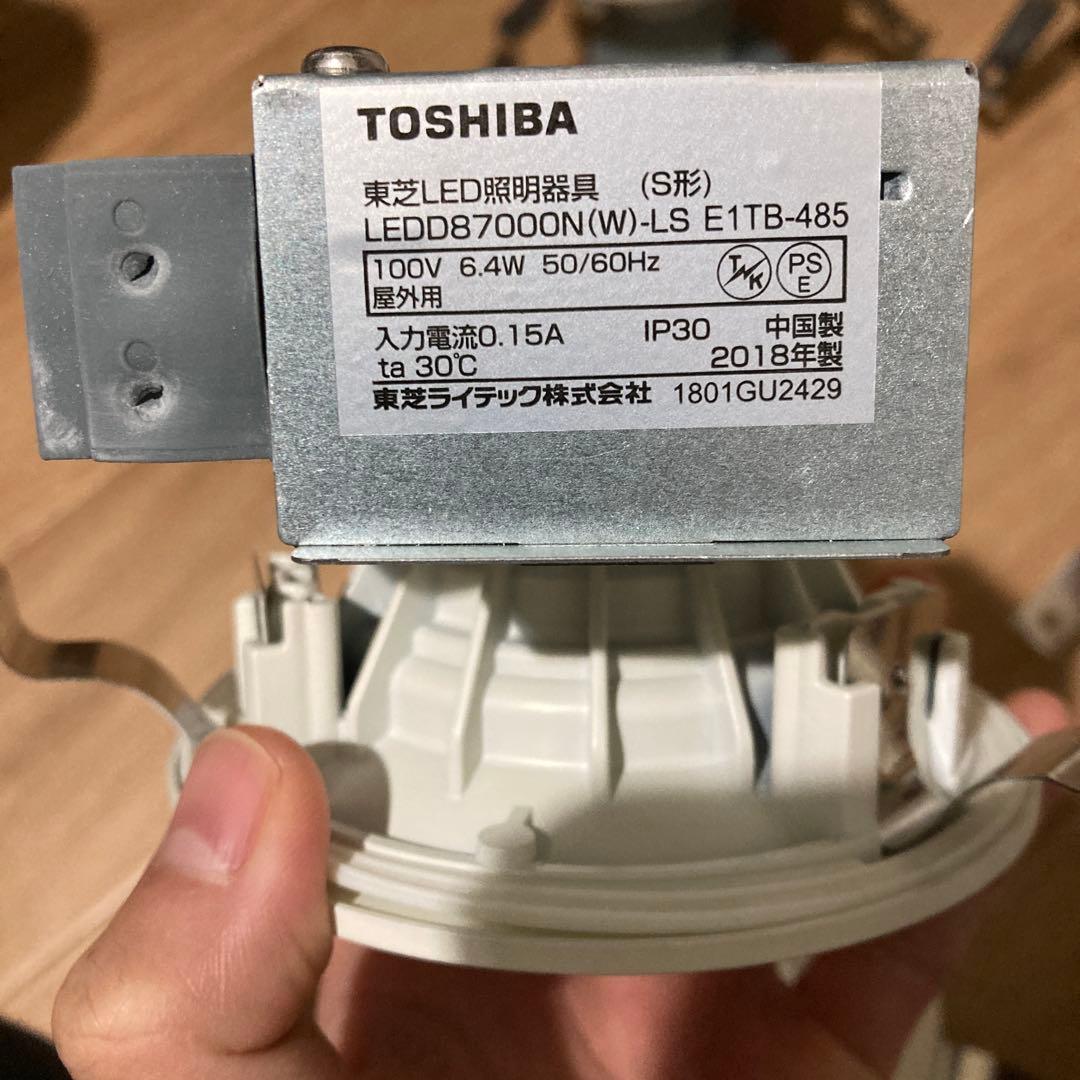 TOSHIBA
東芝LED照明器具 (S形)
LEDD87000N(W)-LS E1TB-485
100V 6.4W 50/60Hz
屋外用
PS
E
入力電流0.15A IP30 中国製
ta 30℃ 2018年製
東芝ライテック株式会社 1801GU2429